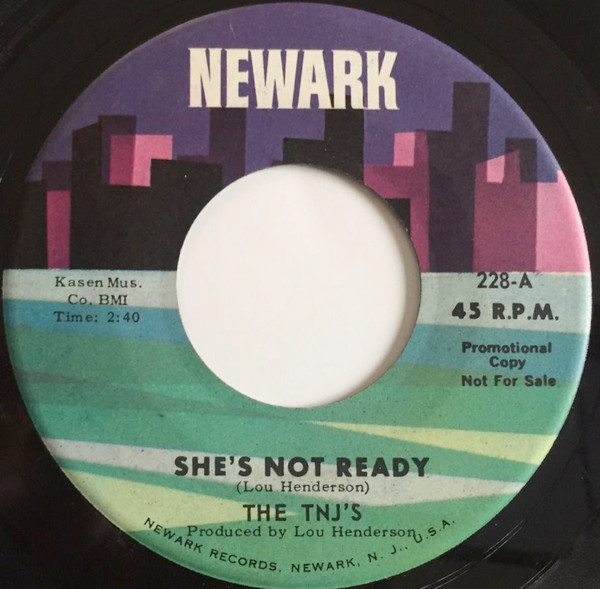 NEWARK
Kasen Mus.
Co. BMI
Time: 2:40
228-A
45 R.P.M.
Promotional
Copy
Not For Sale
SHE'S NOT READY
(Lou Henderson)
THE TNJ'S
Produced by Lou Henderson
NEWARK RECORDS, NEWARK, N. J., U.S.A.